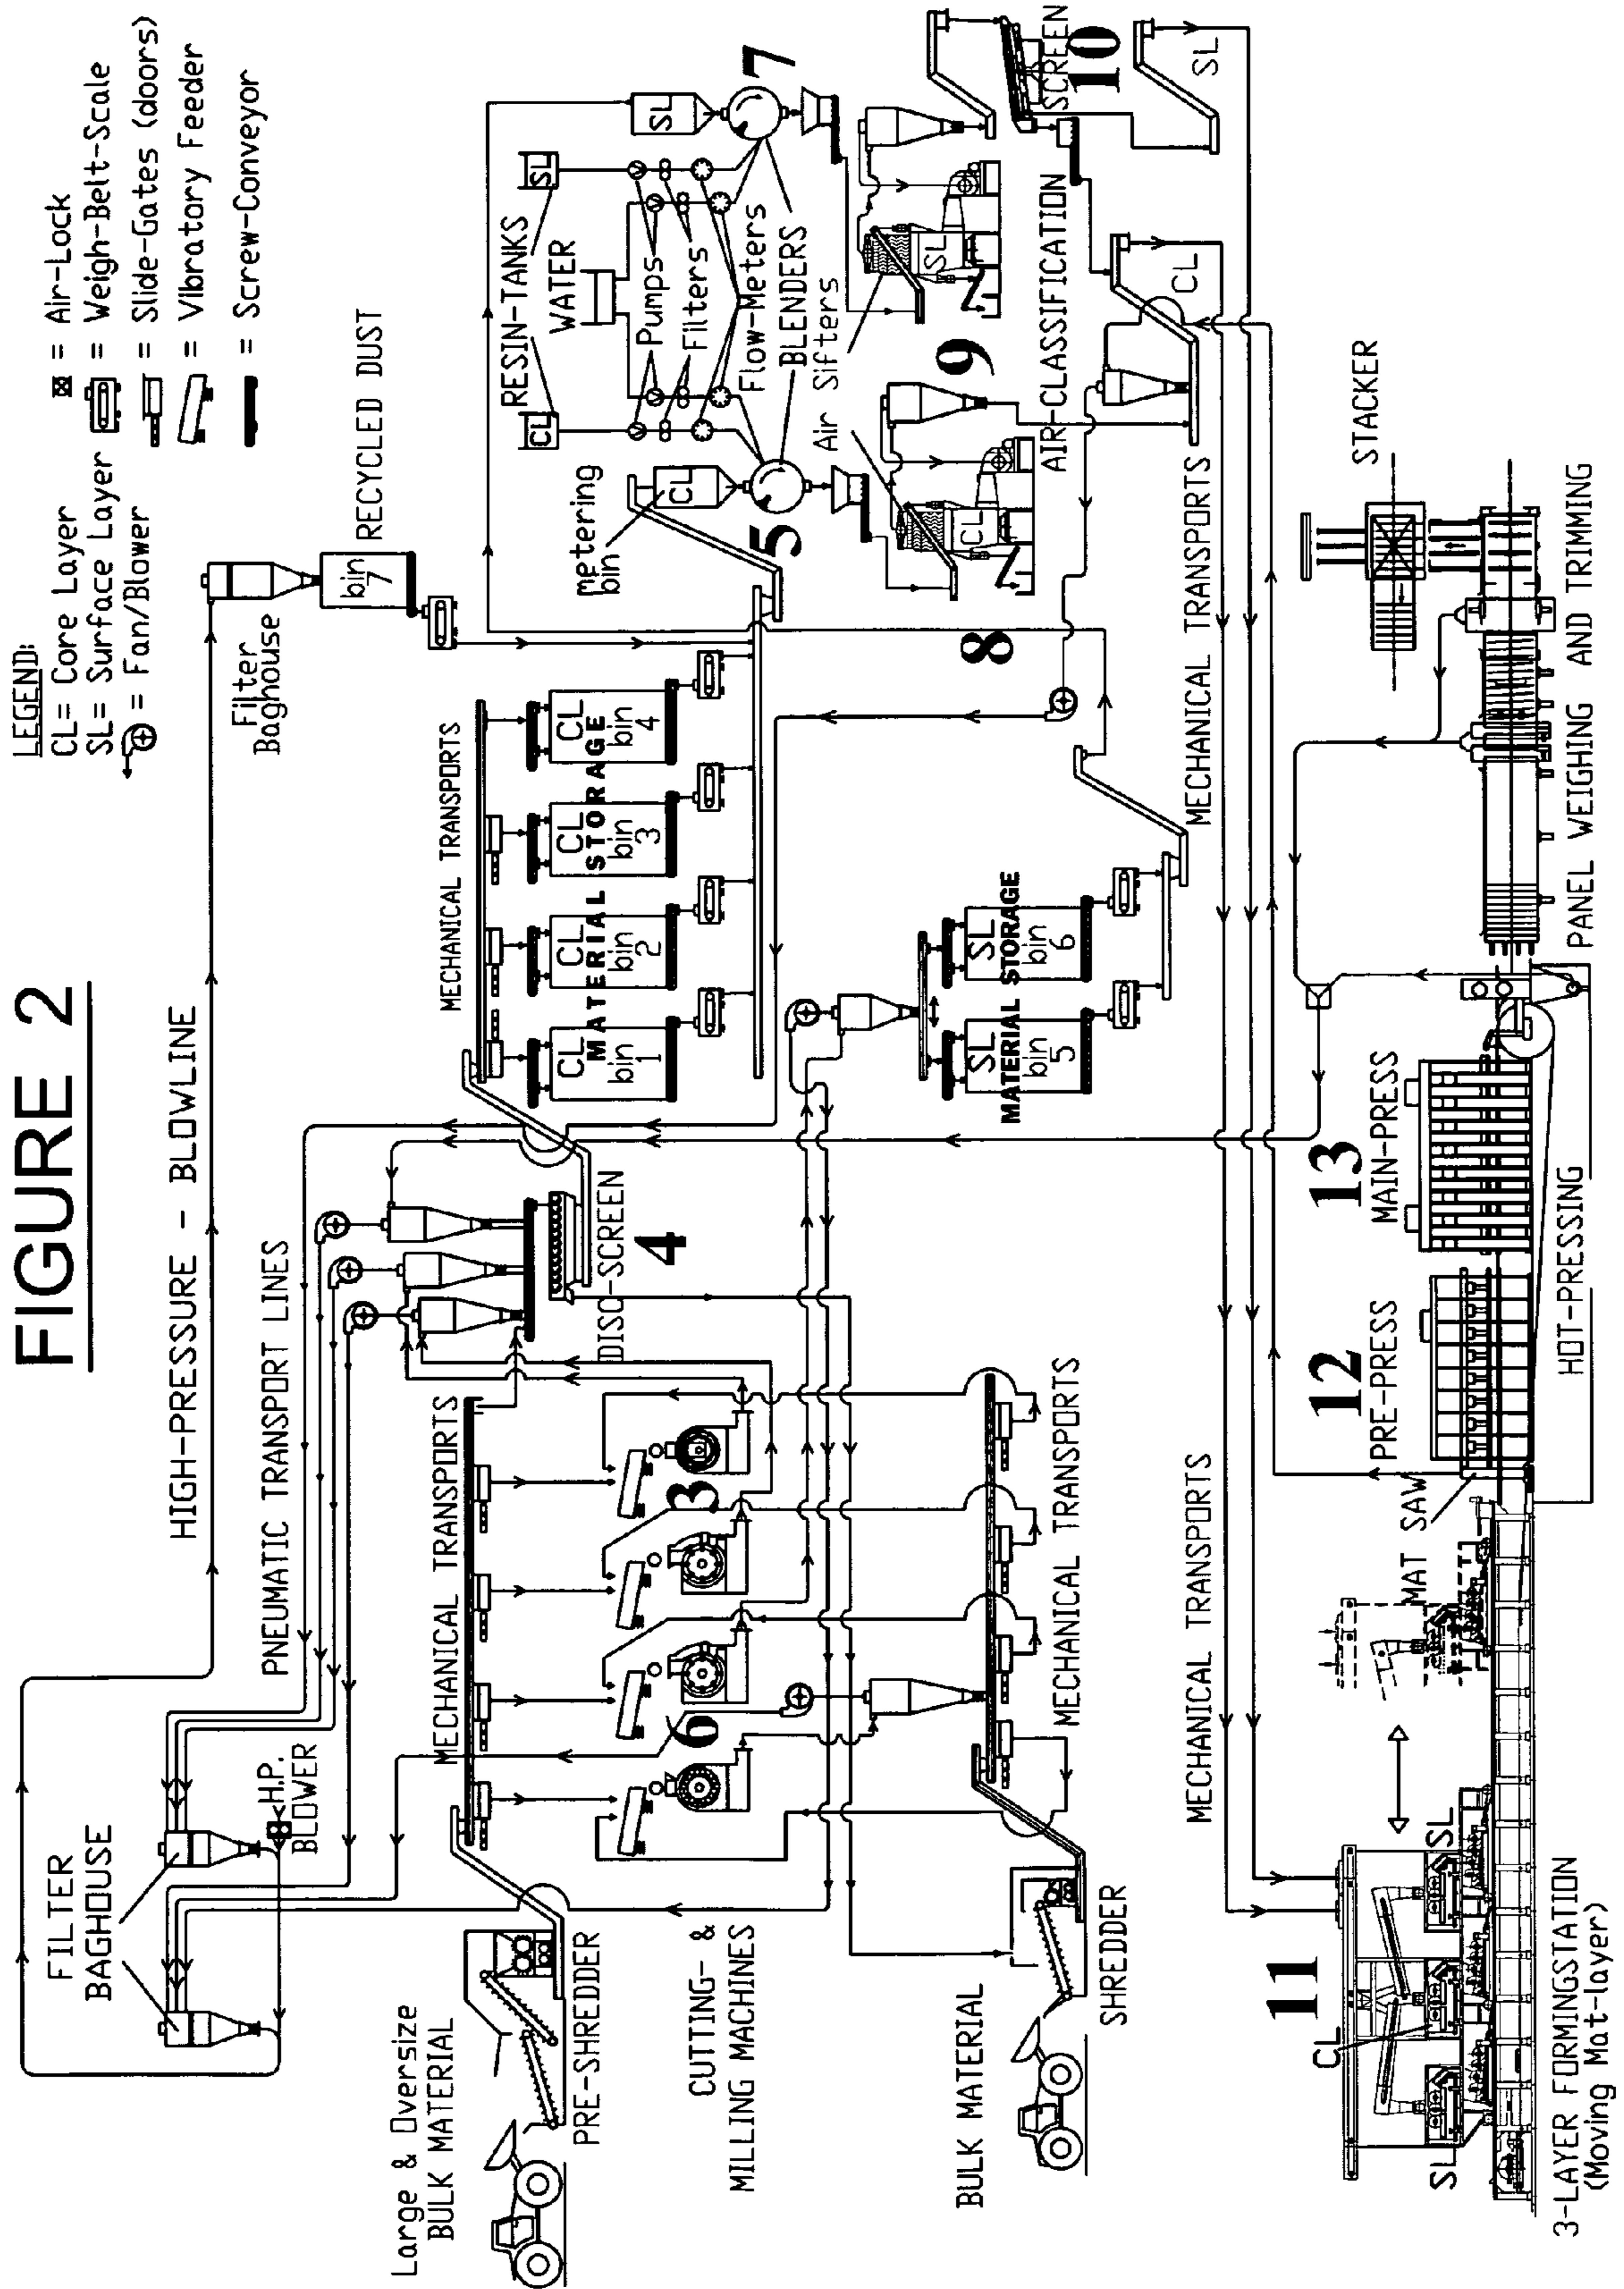 FIGURE 2
LEGEND:
CL= Core Layer
SL= Surface Layer
= Fan/Blower
= Air-Lock
= Weigh-Belt-Scale
= Slide-Gates (doors)
= Vibratory Feeder
= Screw-Conveyor
HIGH-PRESSURE - BLOWLINE
Filter
Baghouse
RECYCLED DUST
bin
7
PNEUMATIC TRANSPORT LINES
FILTER
BAGHOUSE
H.P.
BLOWER
Large & Oversize
BULK MATERIAL
PRE-SHREDDER
MECHANICAL TRANSPORTS
DISC-SCREEN
4
MECHANICAL TRANSPORTS
CL
bin
1
CL
bin
2
CL
bin
3
CL
bin
4
MATERIAL STORAGE
metering
bin
CL
5
RESIN-TANKS
CL
SL
WATER
Pumps
Filters
Flow-Meters
BLENDERS
SL
7
CUTTING- &
MILLING MACHINES
6
3
BULK MATERIAL
SHREDDER
MECHANICAL TRANSPORTS
SL
bin
5
SL
bin
6
MATERIAL STORAGE
8
Air Sifters
CL
9
SL
AIR-CLASSIFICATION
SCREEN
10
CL
SL
MECHANICAL TRANSPORTS
MECHANICAL TRANSPORTS
11
SL
CL
SL
3-LAYER FORMINGSTATION
(Moving Mat-layer)
MAT SAW
12
PRE-PRESS
13
MAIN-PRESS
HOT-PRESSING
PANEL WEIGHING AND TRIMMING
STACKER